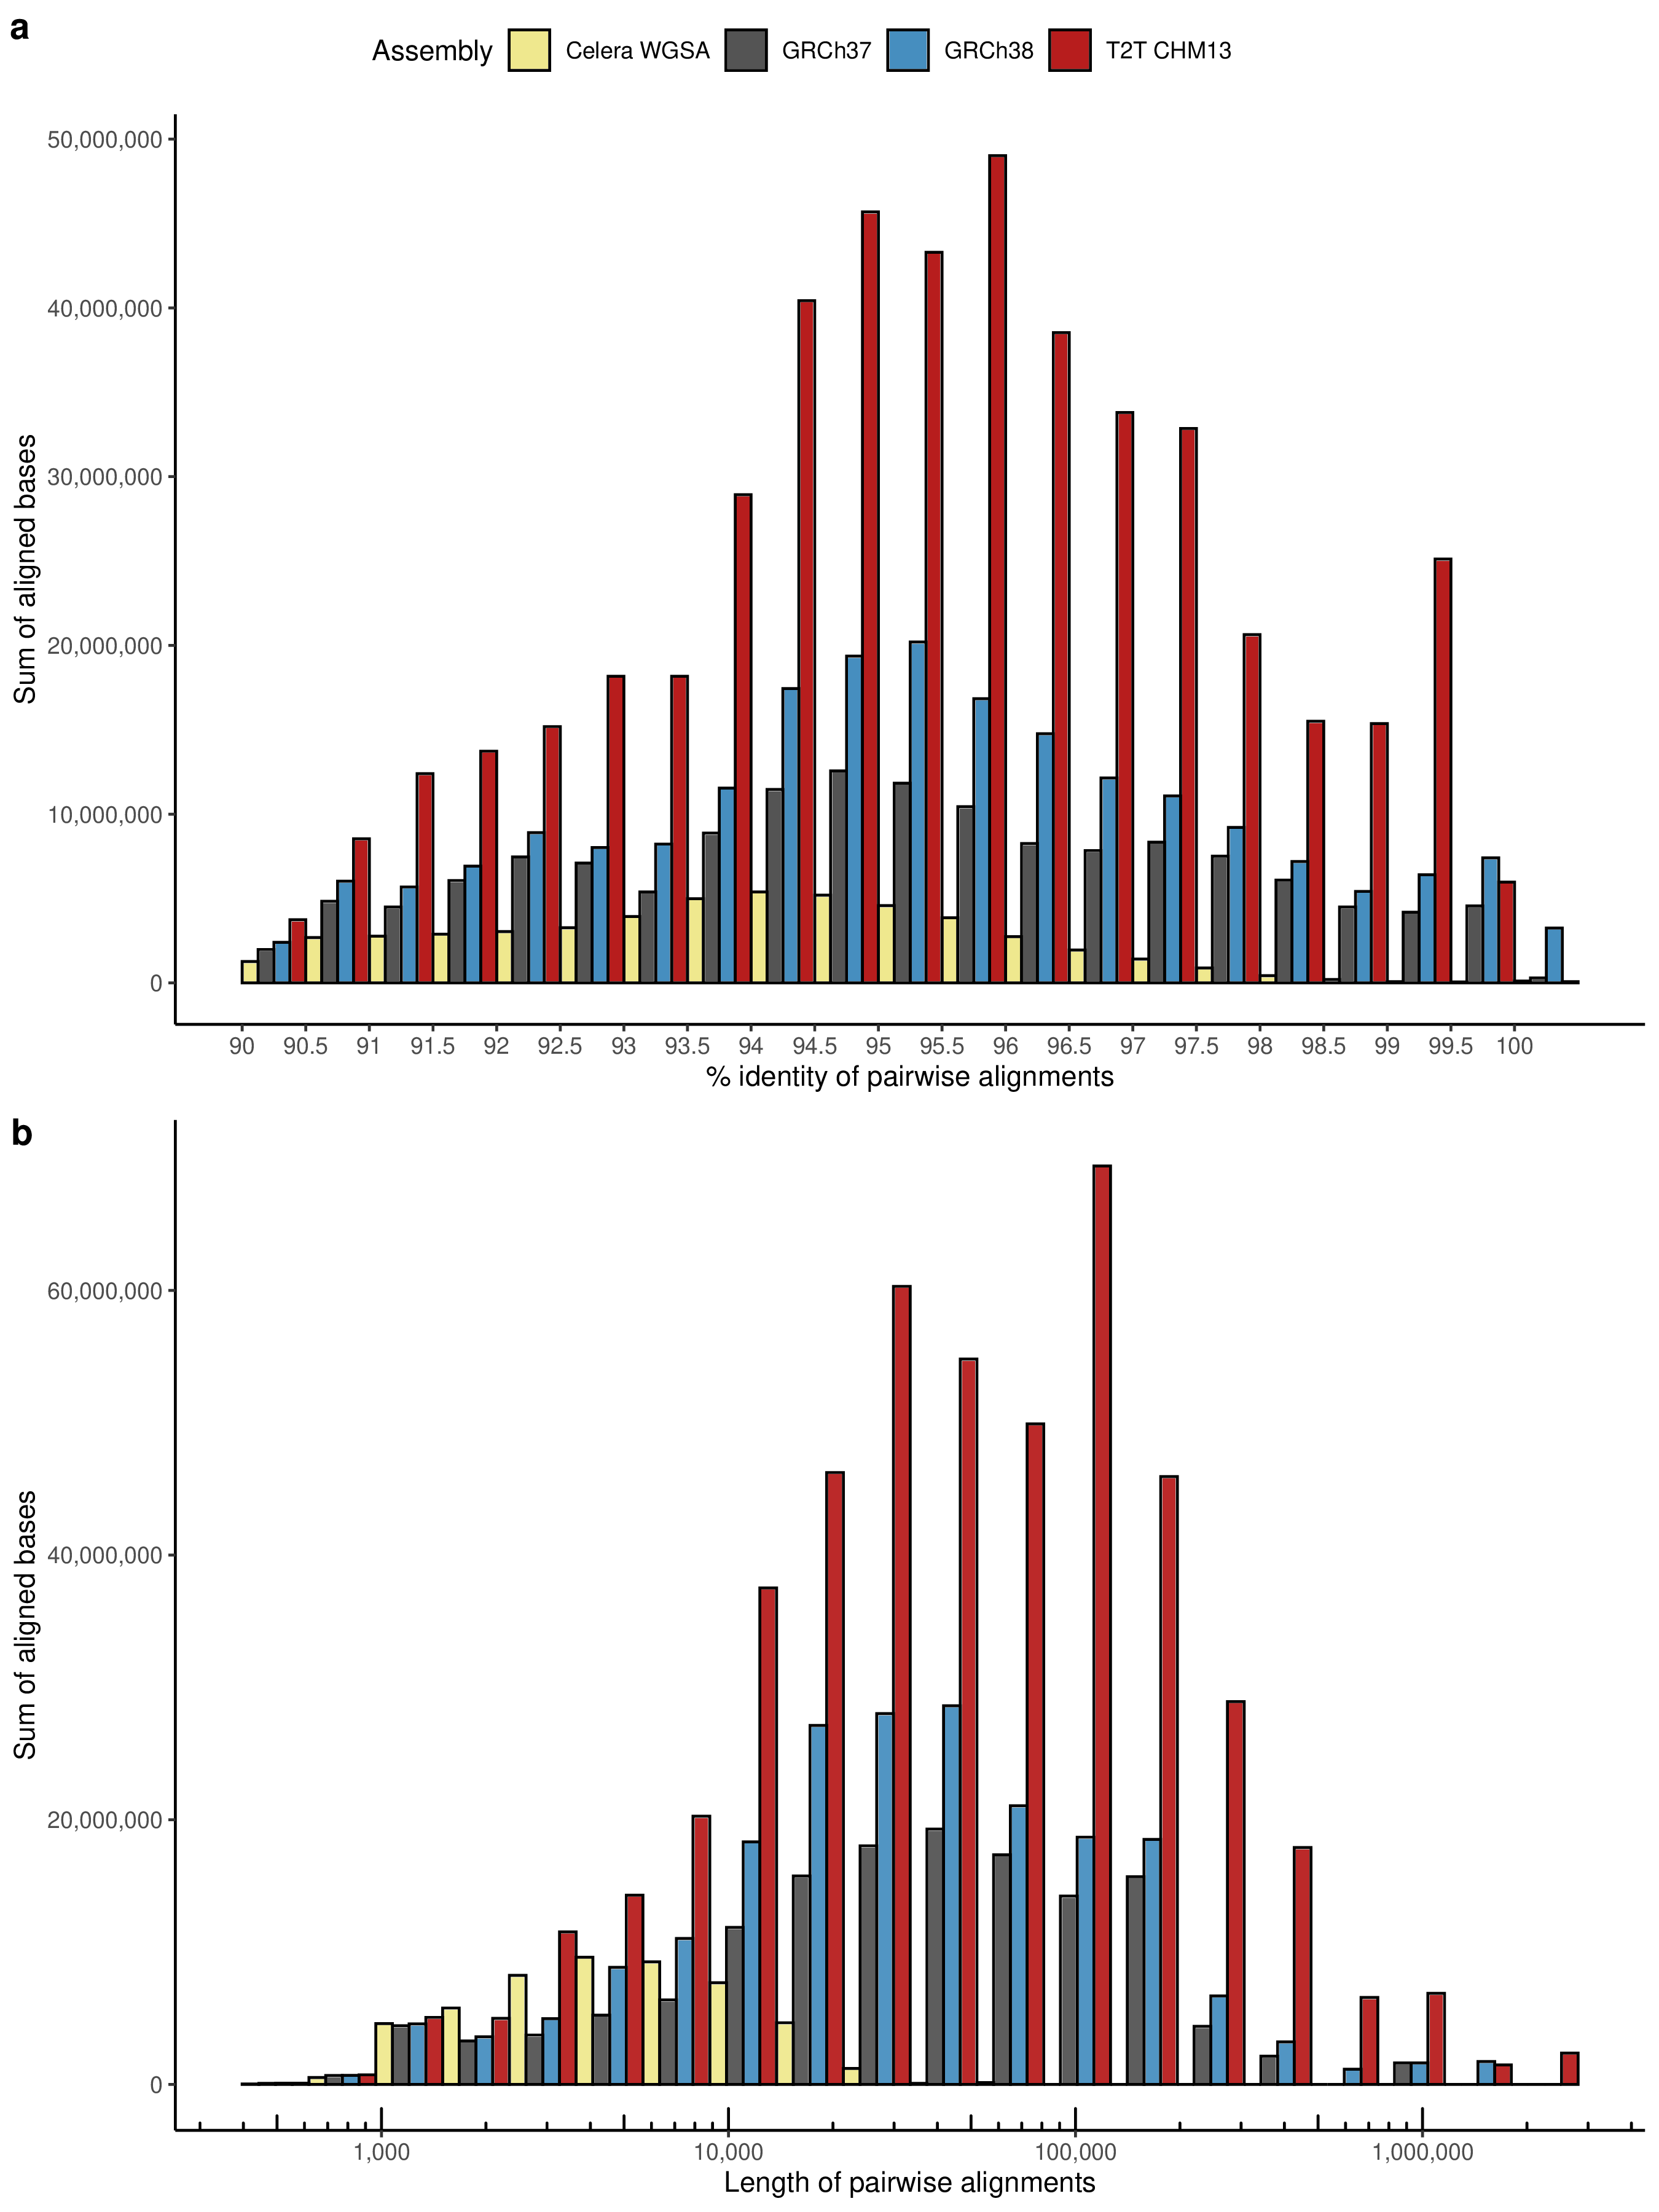 a
Assembly Celera WGSA GRCh37 GRCh38 T2T CHM13
50,000,000
40,000,000
30,000,000
20,000,000
10,000,000
0
Sum of aligned bases
90 90.5 91 91.5 92 92.5 93 93.5 94 94.5 95 95.5 96 96.5 97 97.5 98 98.5 99 99.5 100
% identity of pairwise alignments
b
60,000,000
40,000,000
20,000,000
0
Sum of aligned bases
1,000 10,000 100,000 1,000,000
Length of pairwise alignments